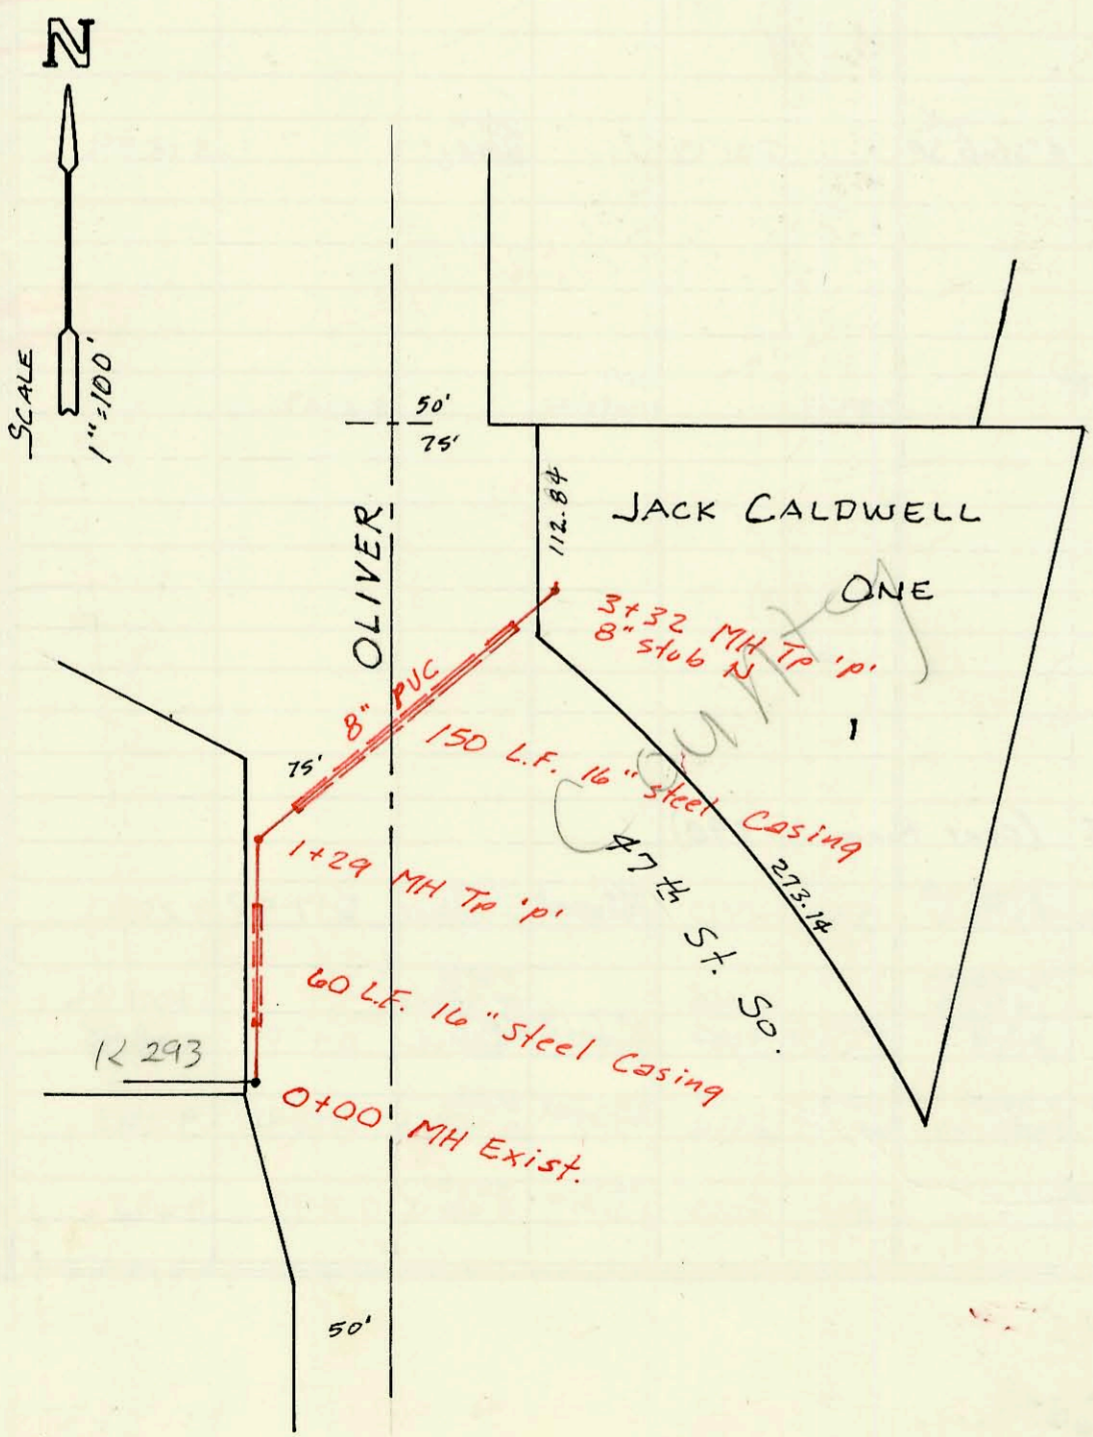 N
SCALE
1"=100'
50'
75'
OLIVER
112.84
JACK CALDWELL
ONE
1
County
3+32 MH Tp 'p'
8" stub N
8" PVC
75'
150 L.F. 16" steel Casing
1+29 MH Tp 'p'
273.14
47th St. So.
60 L.F. 16" Steel Casing
K 293
0+00 MH Exist.
50'